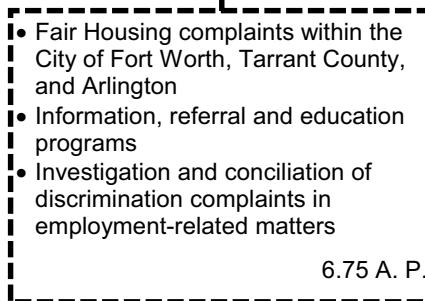 • Fair Housing complaints within the
City of Fort Worth, Tarrant County,
and Arlington
• Information, referral and education
programs
• Investigation and conciliation of
discrimination complaints in
employment-related matters
6.75 A. P.